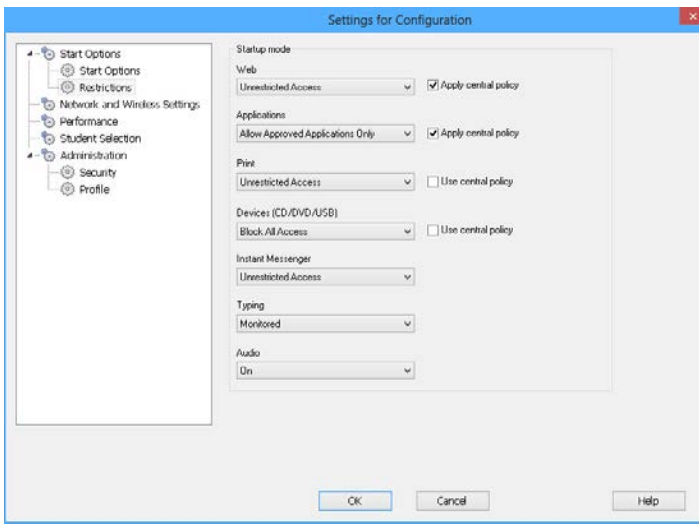 Settings for Configuration
Start Options
Start Options
Restrictions
Network and Wireless Settings
Performance
Student Selection
Administration
Security
Profile
Startup mode
Web
Unrestricted Access
Apply central policy
Applications
Allow Approved Applications Only
Apply central policy
Print
Unrestricted Access
Use central policy
Devices (CD/DVD/USB)
Block All Access
Use central policy
Instant Messenger
Unrestricted Access
Typing
Monitored
Audio
On
OK
Cancel
Help